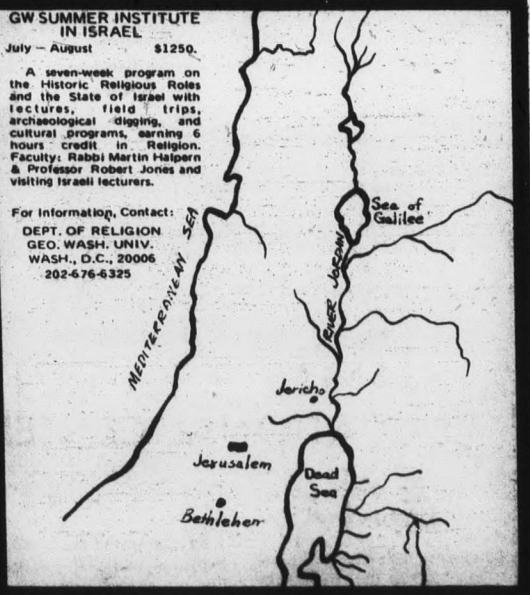 GW SUMMER INSTITUTE
IN ISRAEL
July — August $1250.
A seven-week program on
the Historic Religious Roles
and the State of Israel with
lectures, field trips,
archaeological digging, and
cultural programs, earning 6
hours credit in Religion.
Faculty: Rabbi Martin Halpern
& Professor Robert Jones and
visiting Israeli lecturers.
For Information, Contact:
DEPT. OF RELIGION
GEO. WASH. UNIV.
WASH., D.C., 20006
202-676-6325
MEDITERRANEAN SEA
Sea of
Galilee
RIVER JORDAN
Jericho
Jerusalem
Dead
Sea
Bethlehem